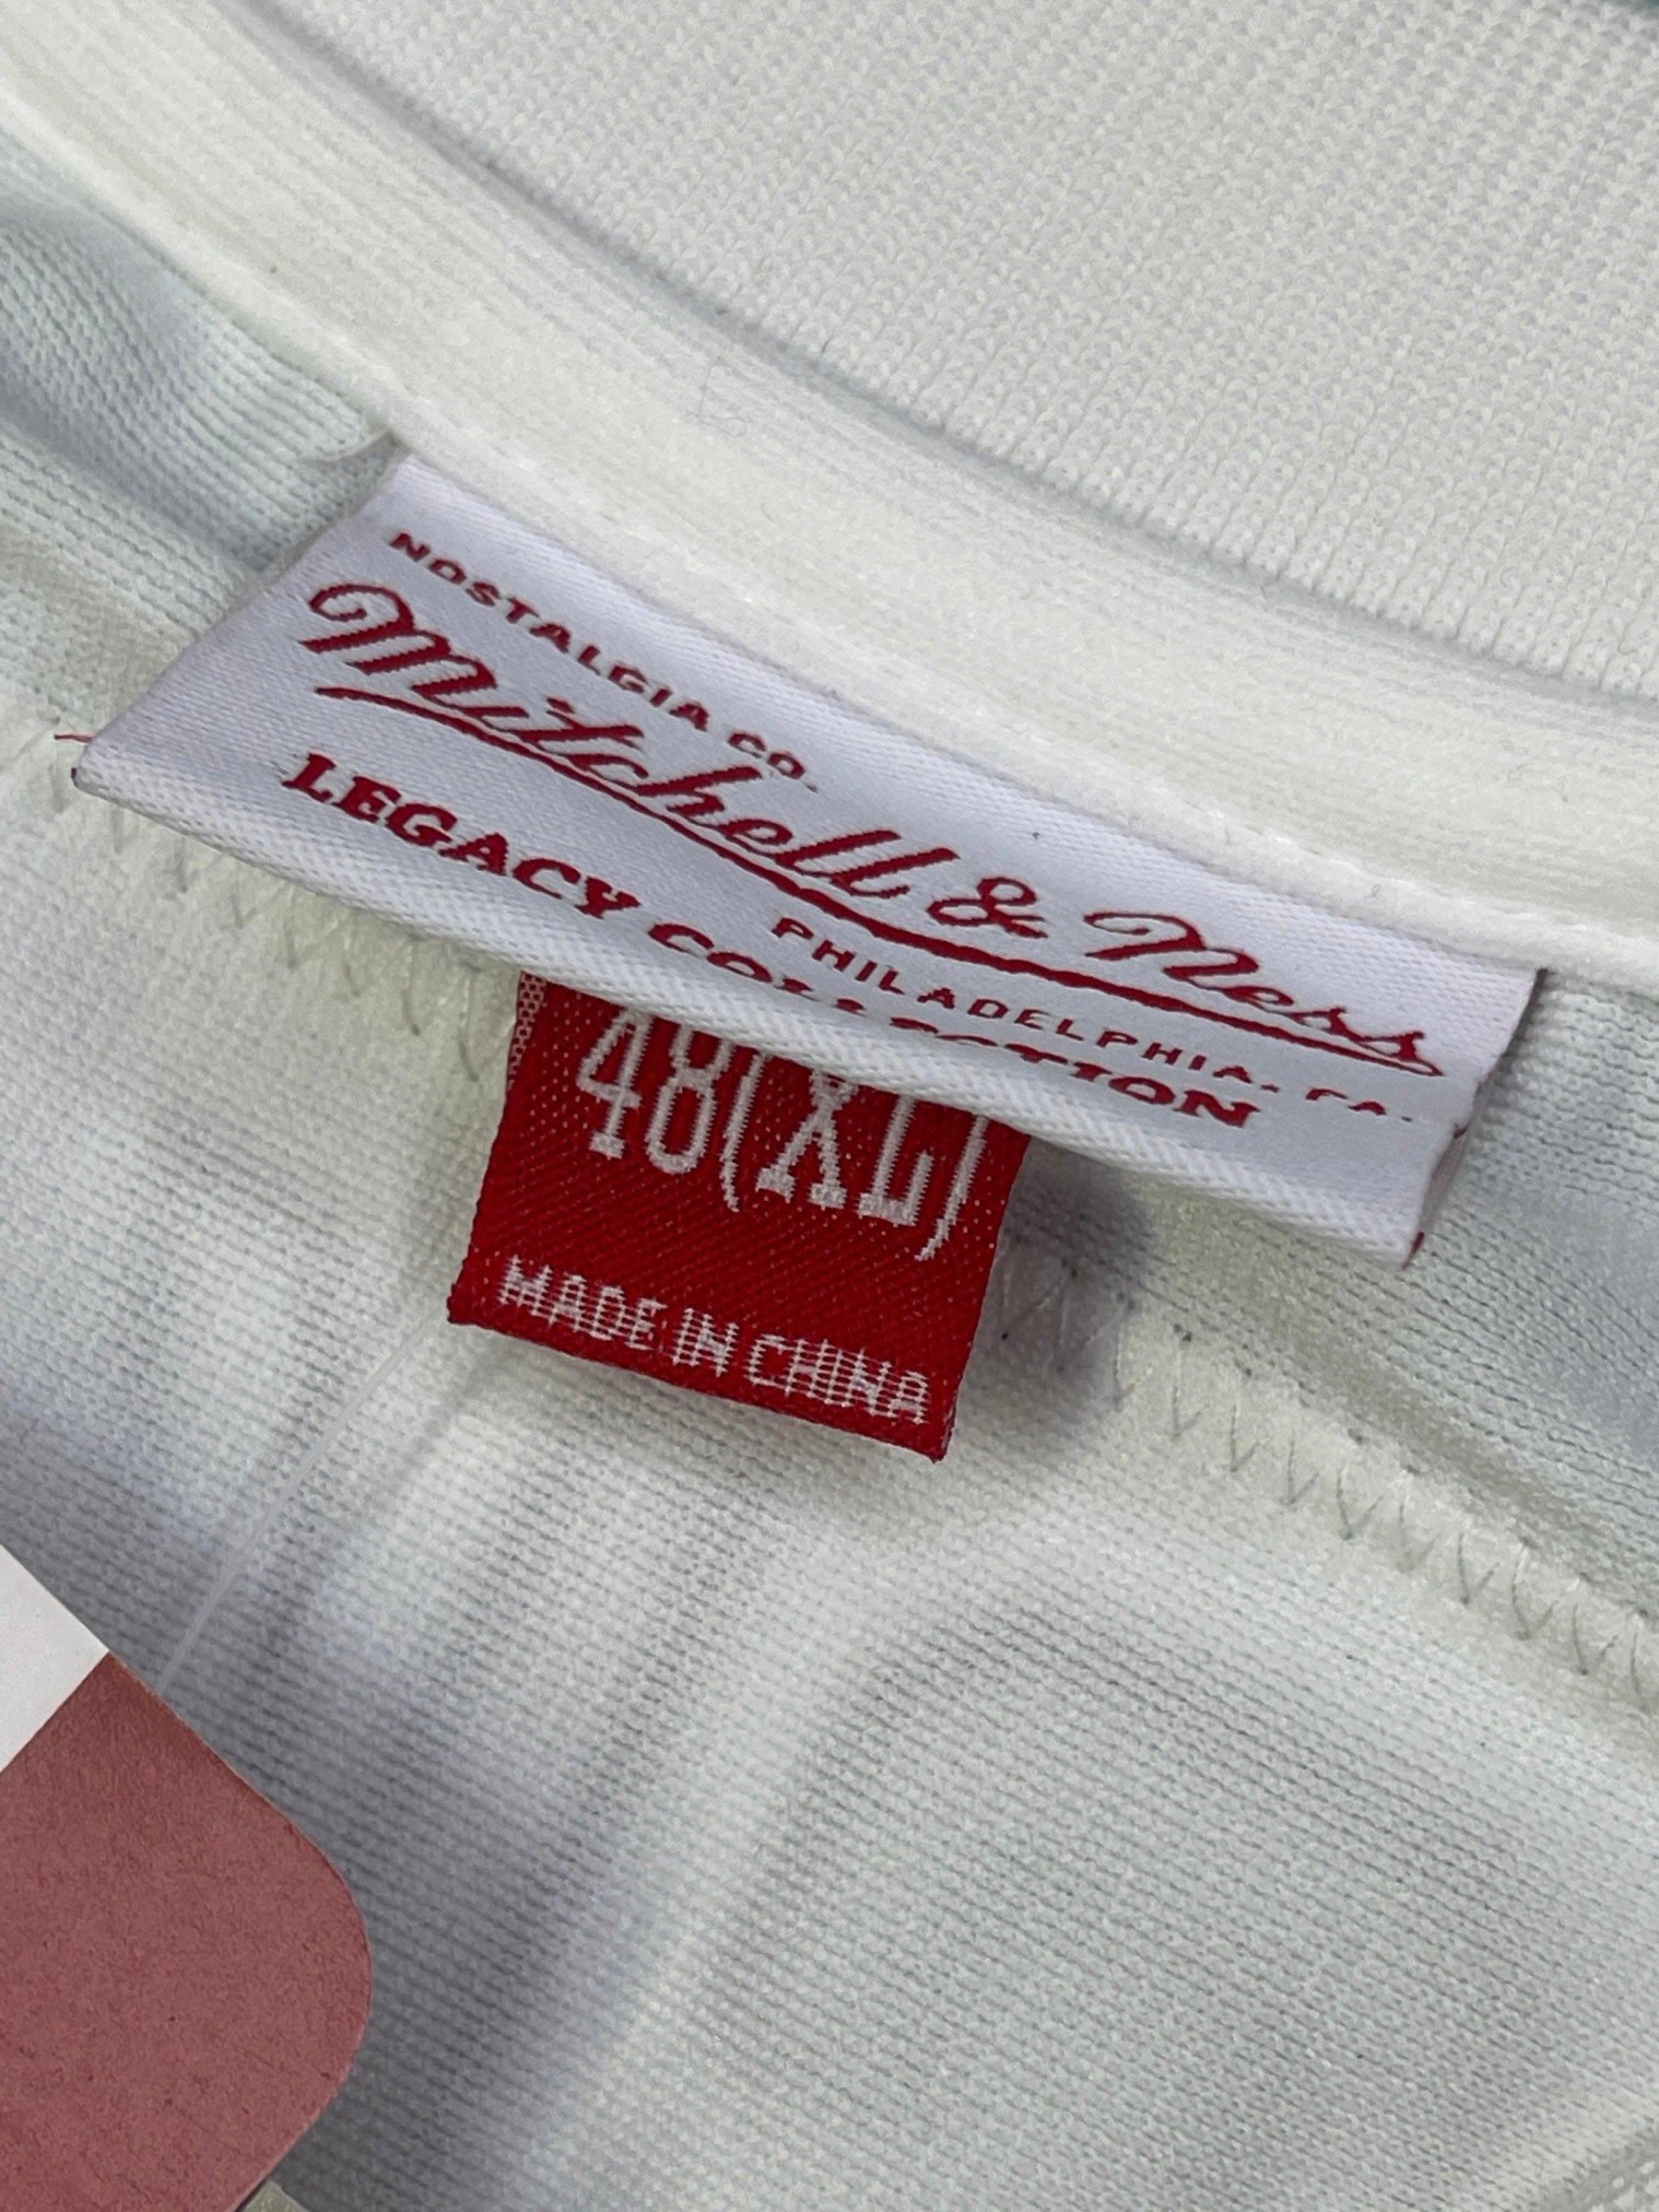 NOSTALGIA CO.
Mitchell & Ness
PHILADELPHIA, PA.
LEGACY COLLECTION
48(XL)
MADE IN CHINA